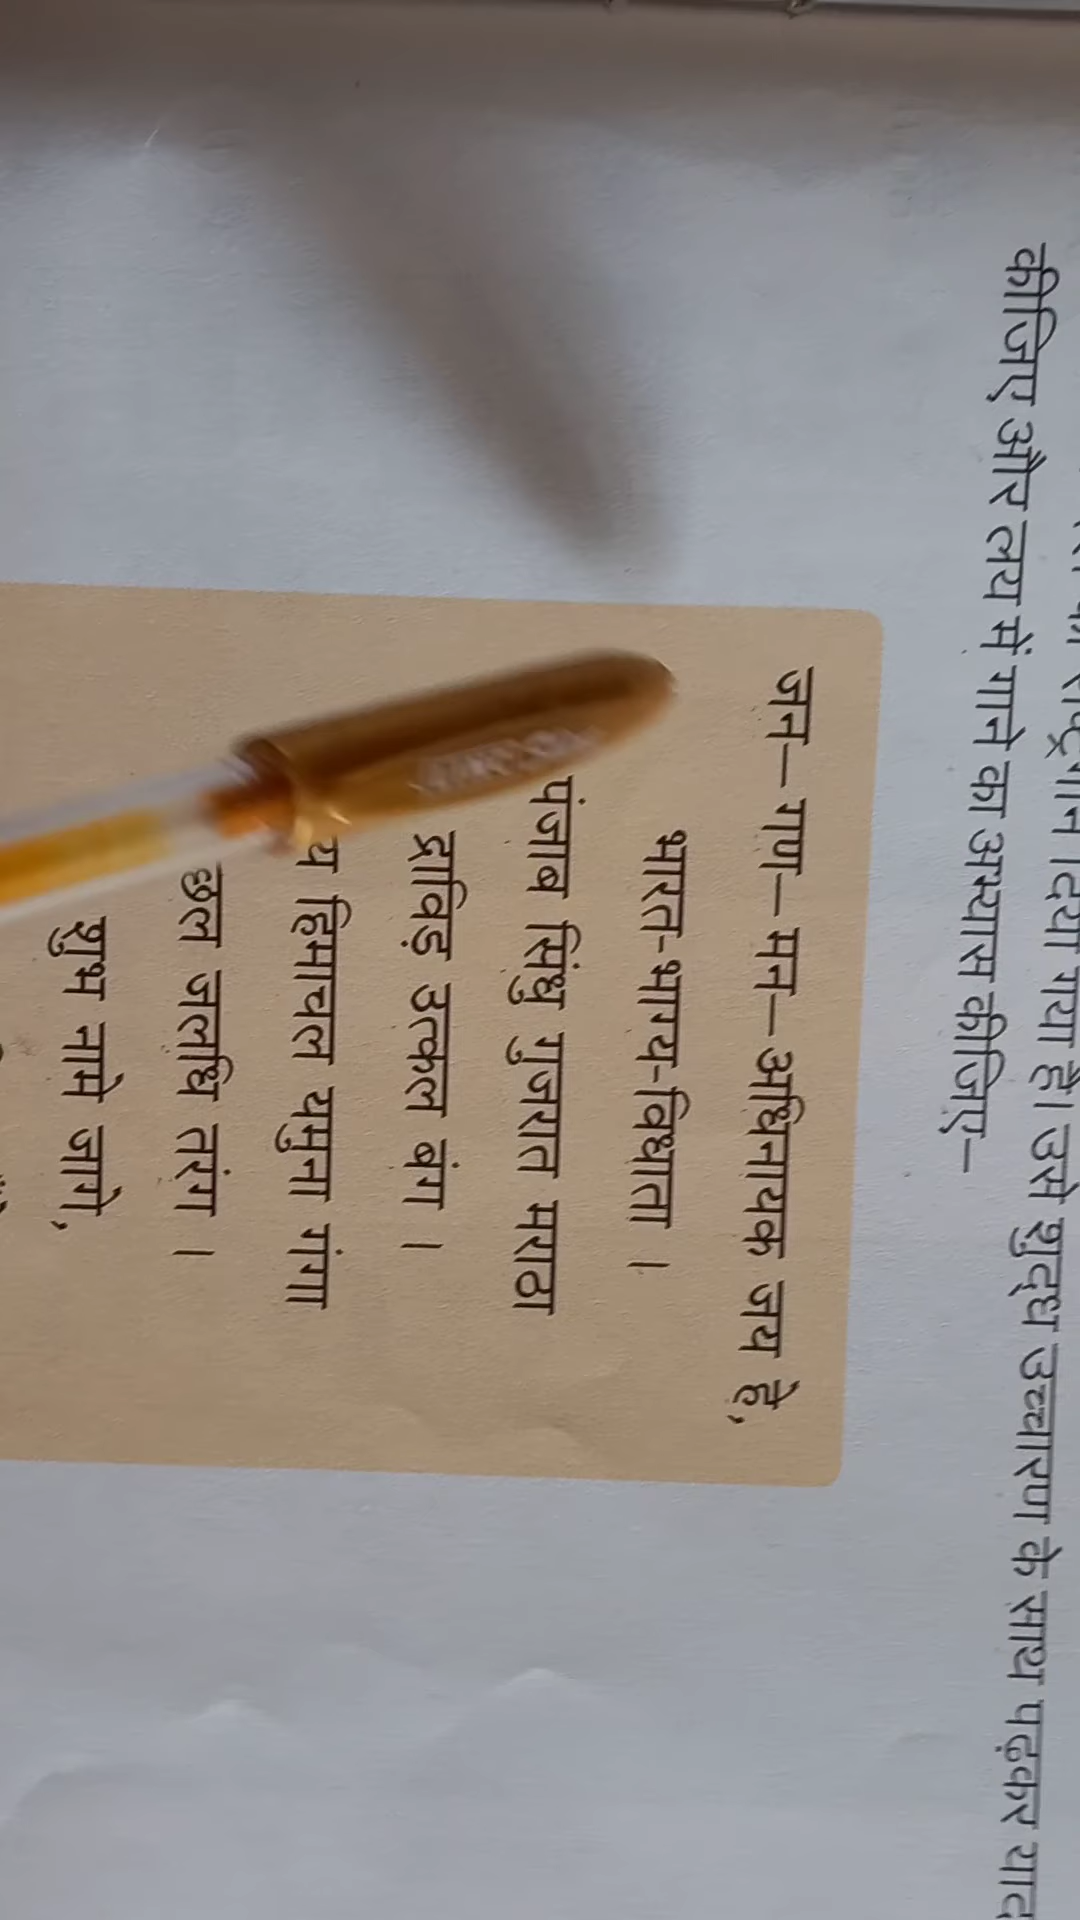 दिया गया है। उसे शुद्ध उच्चारण के साथ पढ़कर याद
कीजिए और लय में गाने का अभ्यास कीजिए–
जन–गण–मन–अधिनायक जय हे,
भारत-भाग्य-विधाता ।
पंजाब सिंधु गुजरात मराठा
द्राविड़ उत्कल बंग ।
य हिमाचल यमुना गंगा
छल जलधि तरंग ।
शुभ नामे जागे,